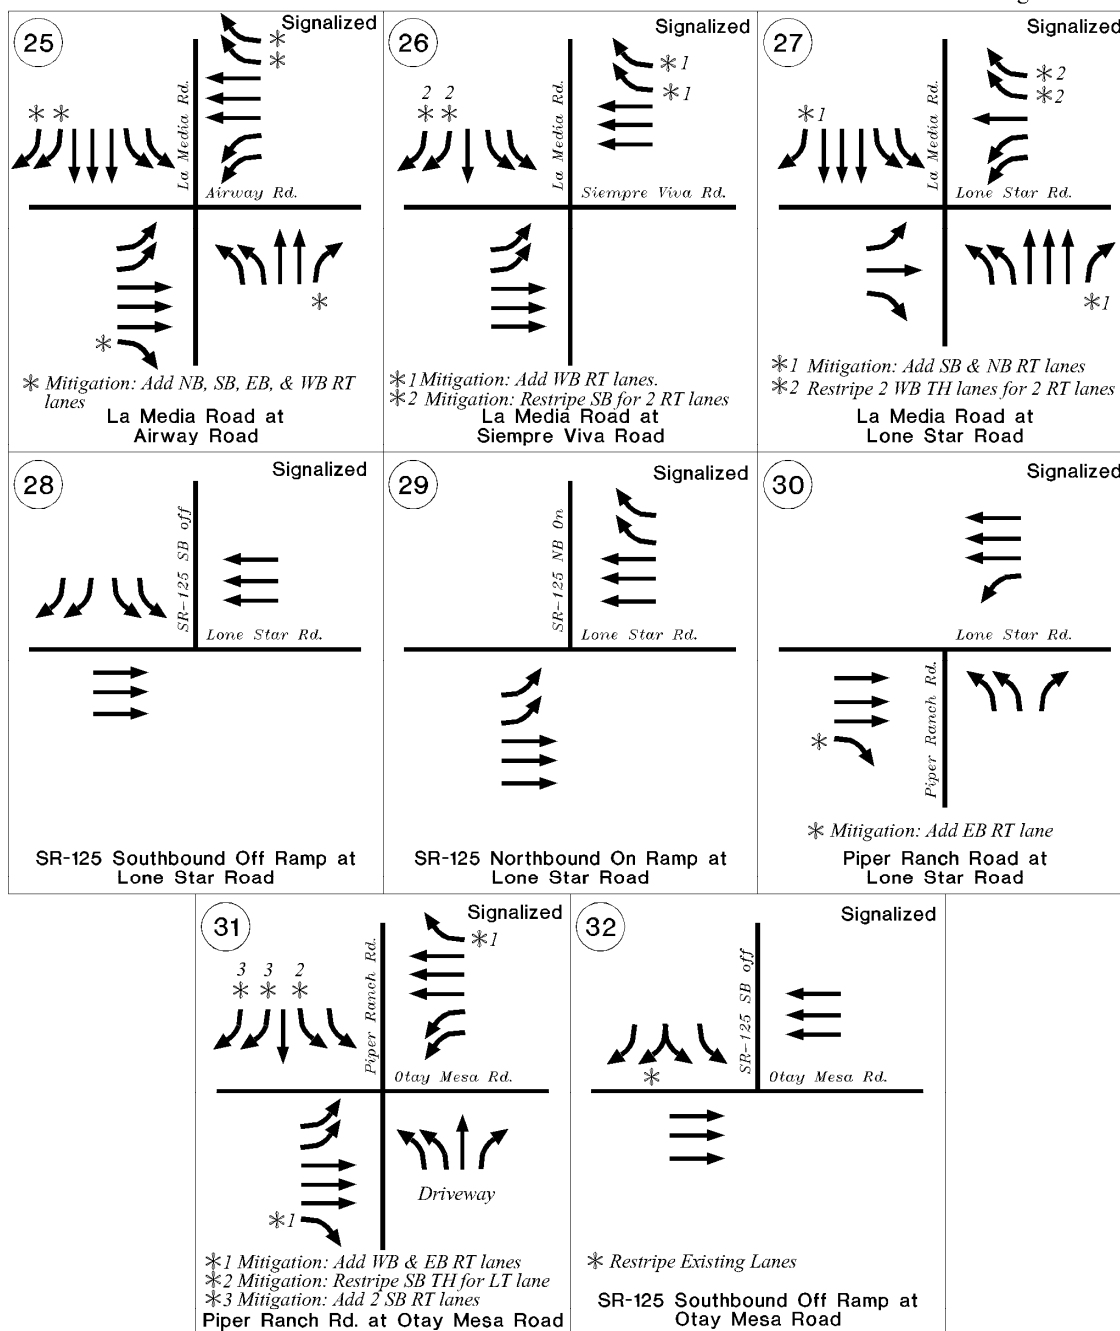 25
Signalized
La Media Rd.
Airway Rd.
Mitigation: Add NB, SB, EB, & WB RT
lanes
La Media Road at
Airway Road
26
Signalized
1
1
2 2
La Media Rd.
Siempre Viva Rd.
1 Mitigation: Add WB RT lanes.
2 Mitigation: Restripe SB for 2 RT lanes
La Media Road at
Siempre Viva Road
27
Signalized
2
2
1
La Media Rd.
Lone Star Rd.
1
1 Mitigation: Add SB & NB RT lanes
2 Restripe 2 WB TH lanes for 2 RT lanes
La Media Road at
Lone Star Road
28
Signalized
SR-125 SB off
Lone Star Rd.
SR-125 Southbound Off Ramp at
Lone Star Road
29
Signalized
SR-125 NB On
Lone Star Rd.
SR-125 Northbound On Ramp at
Lone Star Road
30
Signalized
Lone Star Rd.
Piper Ranch Rd.
Mitigation: Add EB RT lane
Piper Ranch Road at
Lone Star Road
31
Signalized
1
3 3 2
Piper Ranch Rd.
Otay Mesa Rd.
Driveway
1
1 Mitigation: Add WB & EB RT lanes
2 Mitigation: Restripe SB TH for LT lane
3 Mitigation: Add 2 SB RT lanes
Piper Ranch Rd. at Otay Mesa Road
32
Signalized
SR-125 SB off
Otay Mesa Rd.
Restripe Existing Lanes
SR-125 Southbound Off Ramp at
Otay Mesa Road